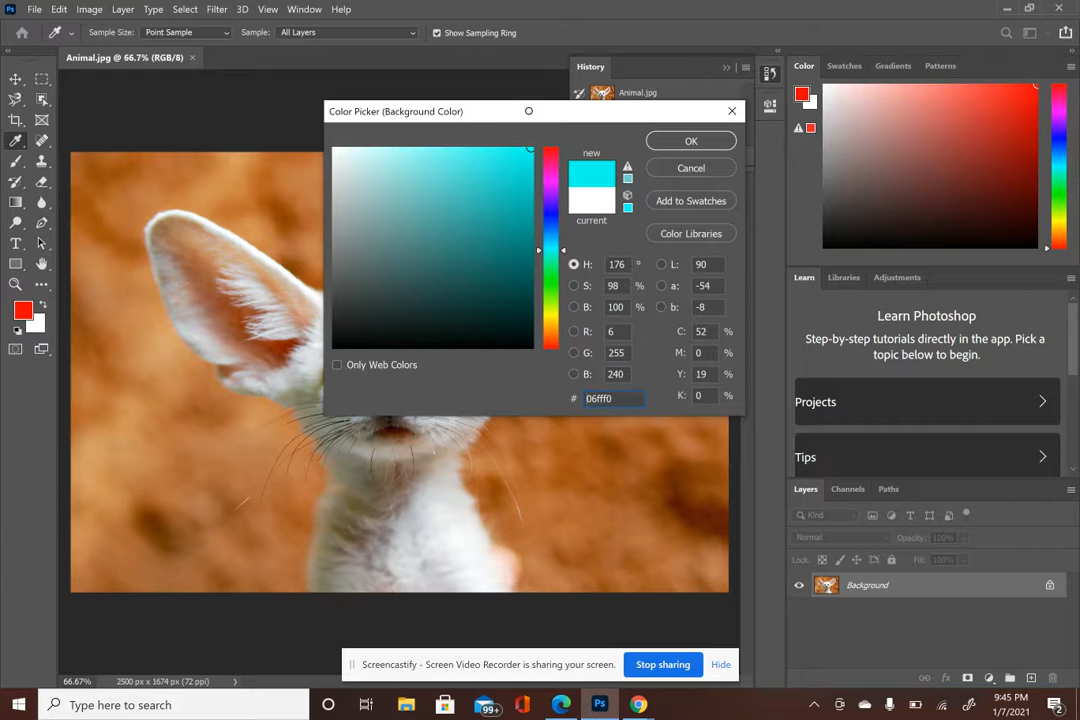 Ps File Edit Image Layer Type Select Filter 3D View Window Help
Sample Size: Point Sample Sample: All Layers Show Sampling Ring
Animal.jpg @ 66.7% (RGB/8) ×
History
Animal.jpg
Color Swatches Gradients Patterns
Color Picker (Background Color)
new
current
OK
Cancel
Add to Swatches
Color Libraries
H: 176 °
S: 98 %
B: 100 %
R: 6
G: 255
B: 240
# 06fff0
L: 90
a: -54
b: -8
C: 52 %
M: 0 %
Y: 19 %
K: 0 %
Only Web Colors
Learn Libraries Adjustments
Learn Photoshop
Step-by-step tutorials directly in the app. Pick a
topic below to begin.
Projects
Tips
Layers Channels Paths
Kind
Normal Opacity: 100%
Lock: Fill: 100%
Background
Screencastify - Screen Video Recorder is sharing your screen. Stop sharing Hide
66.67% 2500 px x 1674 px (72 ppi)
Type here to search
99+
Ps
9:45 PM
1/7/2021
2